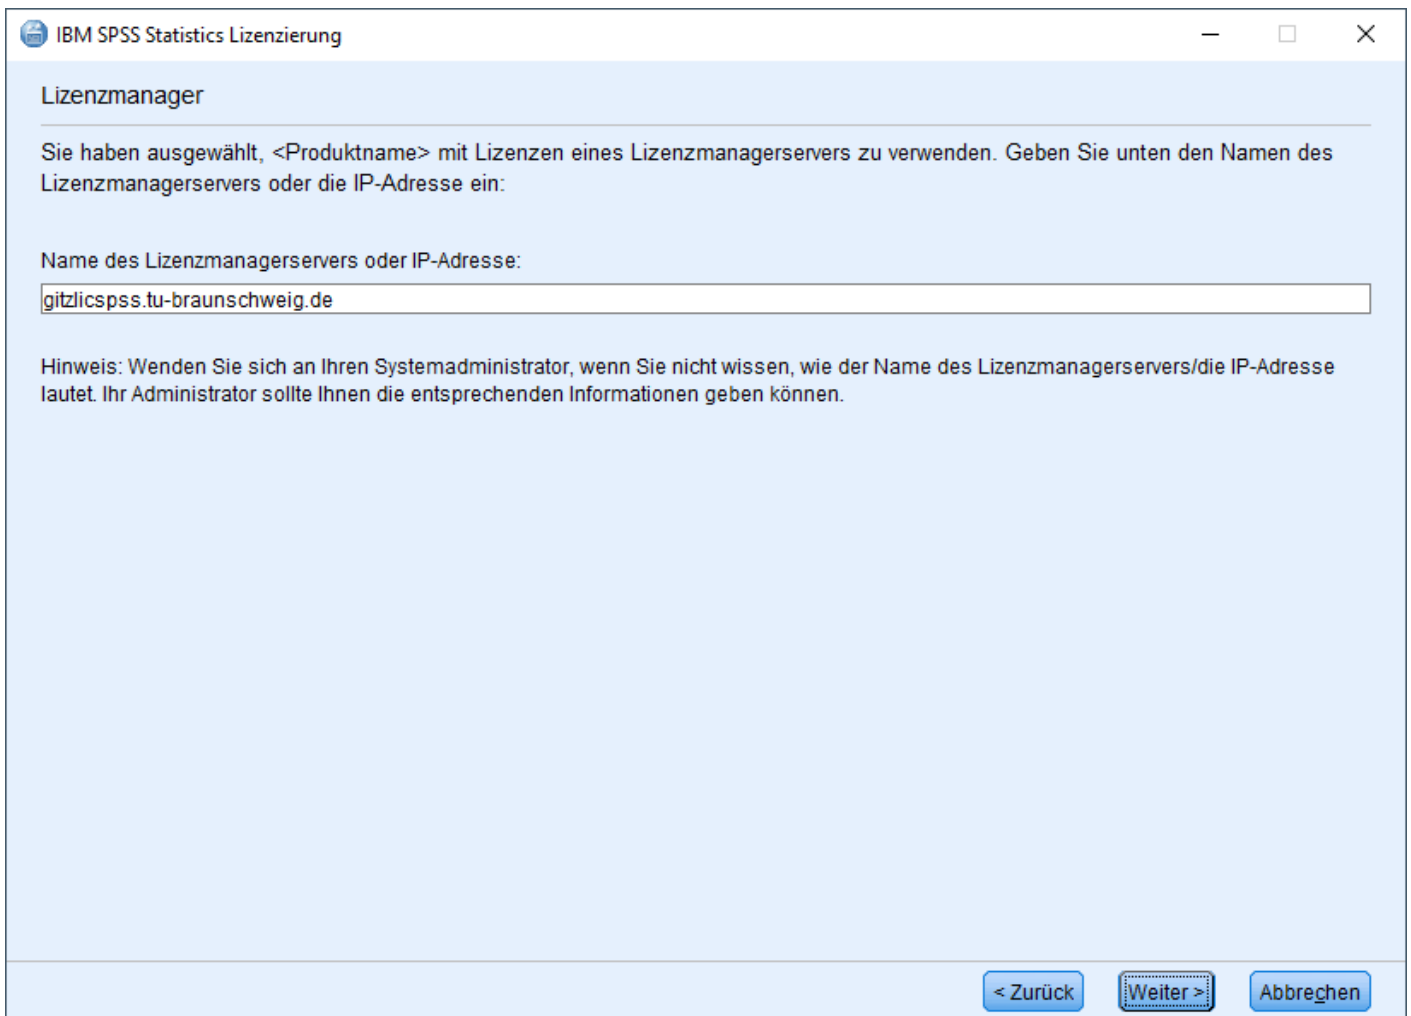 IBM SPSS Statistics Lizenzierung
Lizenzmanager
Sie haben ausgewählt, <Produktname> mit Lizenzen eines Lizenzmanagerservers zu verwenden. Geben Sie unten den Namen des
Lizenzmanagerservers oder die IP-Adresse ein:
Name des Lizenzmanagerservers oder IP-Adresse:
gitzlicspss.tu-braunschweig.de
Hinweis: Wenden Sie sich an Ihren Systemadministrator, wenn Sie nicht wissen, wie der Name des Lizenzmanagerservers/die IP-Adresse
lautet. Ihr Administrator sollte Ihnen die entsprechenden Informationen geben können.
< Zurück Weiter > Abbrechen